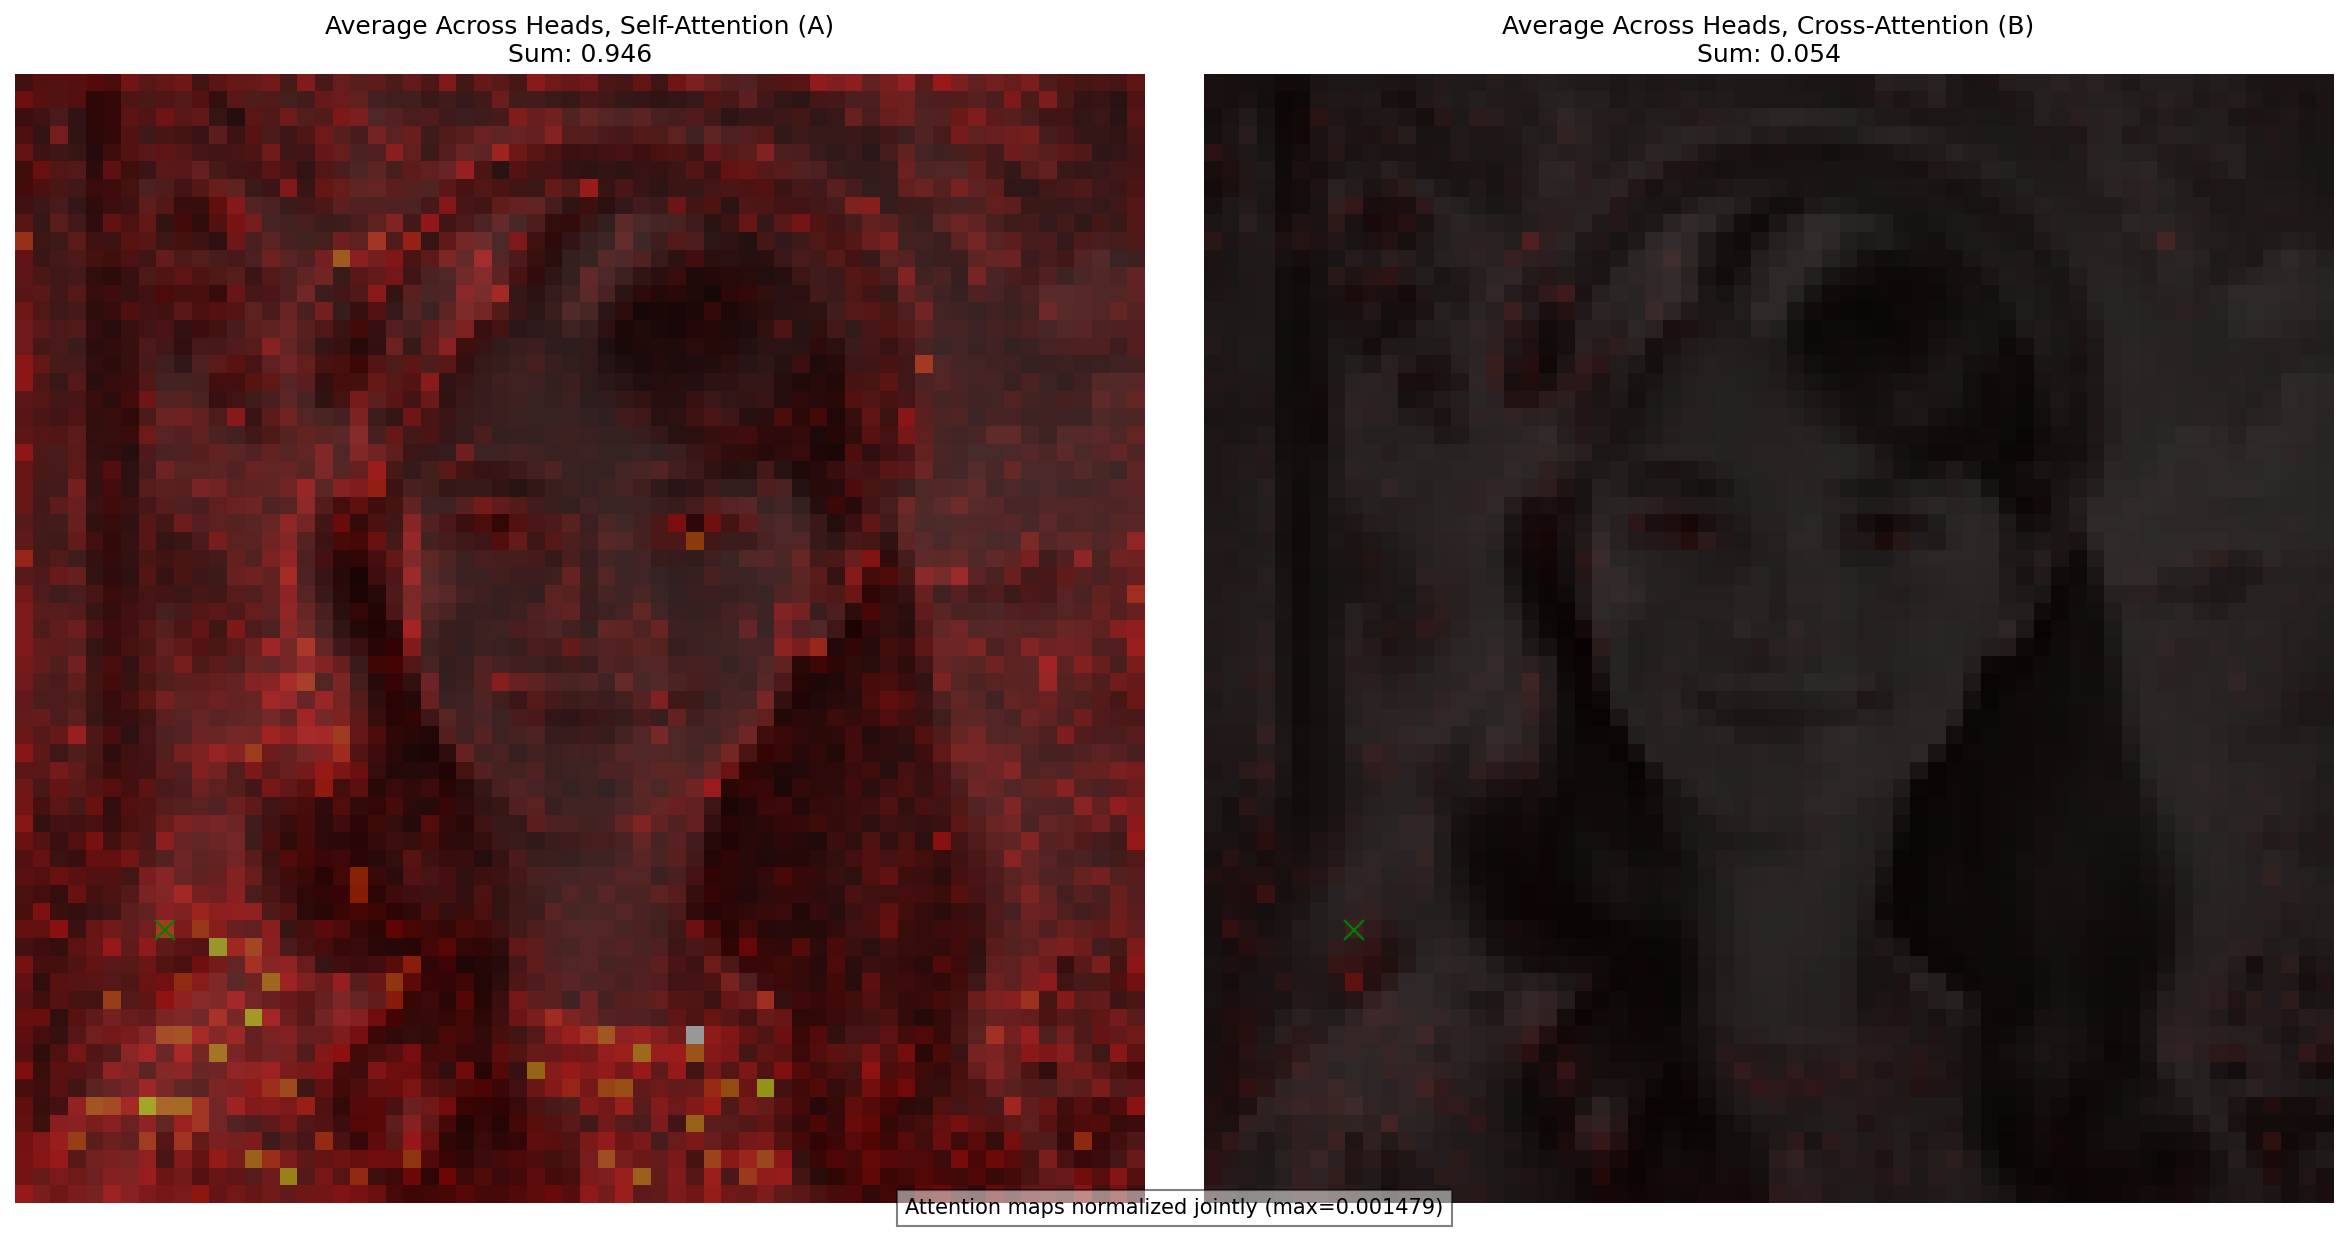 Average Across Heads, Self-Attention (A)
Sum: 0.946
Average Across Heads, Cross-Attention (B)
Sum: 0.054
Attention maps normalized jointly (max=0.001479)